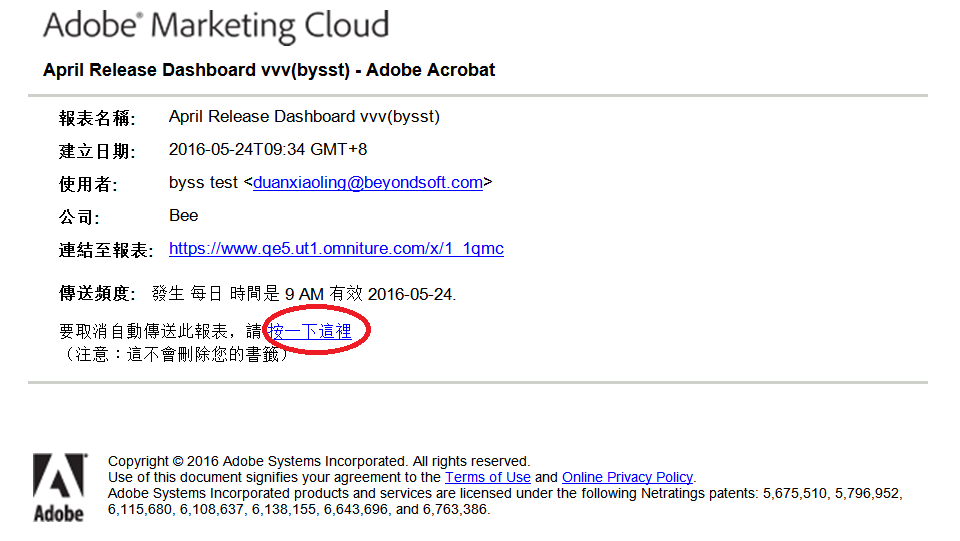 Adobe® Marketing Cloud
April Release Dashboard vvv(bysst) - Adobe Acrobat
報表名稱: April Release Dashboard vvv(bysst)
建立日期: 2016-05-24T09:34 GMT+8
使用者: byss test <duanxiaoling@beyondsoft.com>
公司: Bee
連結至報表: https://www.qe5.ut1.omniture.com/x/1_1qmc
傳送頻度: 發生 每日 時間是 9 AM 有效 2016-05-24.
要取消自動傳送此報表，請 按一下這裡
（注意：這不會刪除您的書籤）
Copyright © 2016 Adobe Systems Incorporated. All rights reserved.
Use of this document signifies your agreement to the Terms of Use and Online Privacy Policy.
Adobe Systems Incorporated products and services are licensed under the following Netratings patents: 5,675,510, 5,796,952,
6,115,680, 6,108,637, 6,138,155, 6,643,696, and 6,763,386.
Adobe